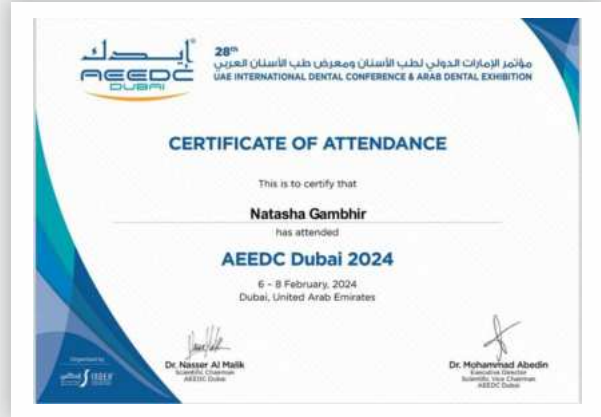 إيدك
AEEDC
DUBAI
28th
مؤتمر الإمارات الدولي لطب الأسنان ومعرض طب الأسنان العربي
UAE INTERNATIONAL DENTAL CONFERENCE & ARAB DENTAL EXHIBITION
CERTIFICATE OF ATTENDANCE
This is to certify that
Natasha Gambhir
has attended
AEEDC Dubai 2024
6 - 8 February, 2024
Dubai, United Arab Emirates
Dr. Nasser Al Malik
Scientific Chairman
AEEDC Dubai
Dr. Mohammad Abedin
Executive Director
Scientific Vice Chairman
AEEDC Dubai
Organised by
INDEX